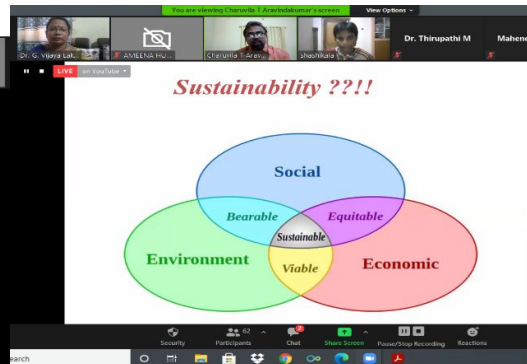 You are viewing Charuvila T Aravindakumar's screen
View Options
Dr. G. Vijaya Lak...
AMEENA HU...
Charuvila T Arav...
shashikala
Dr. Thirupathi M
Mahene
LIVE on YouTube
Sustainability ??!!
Social
Bearable
Equitable
Sustainable
Environment
Viable
Economic
62
2
Security
Participants
Chat
Share Screen
Pause/Stop Recording
Reactions
earch